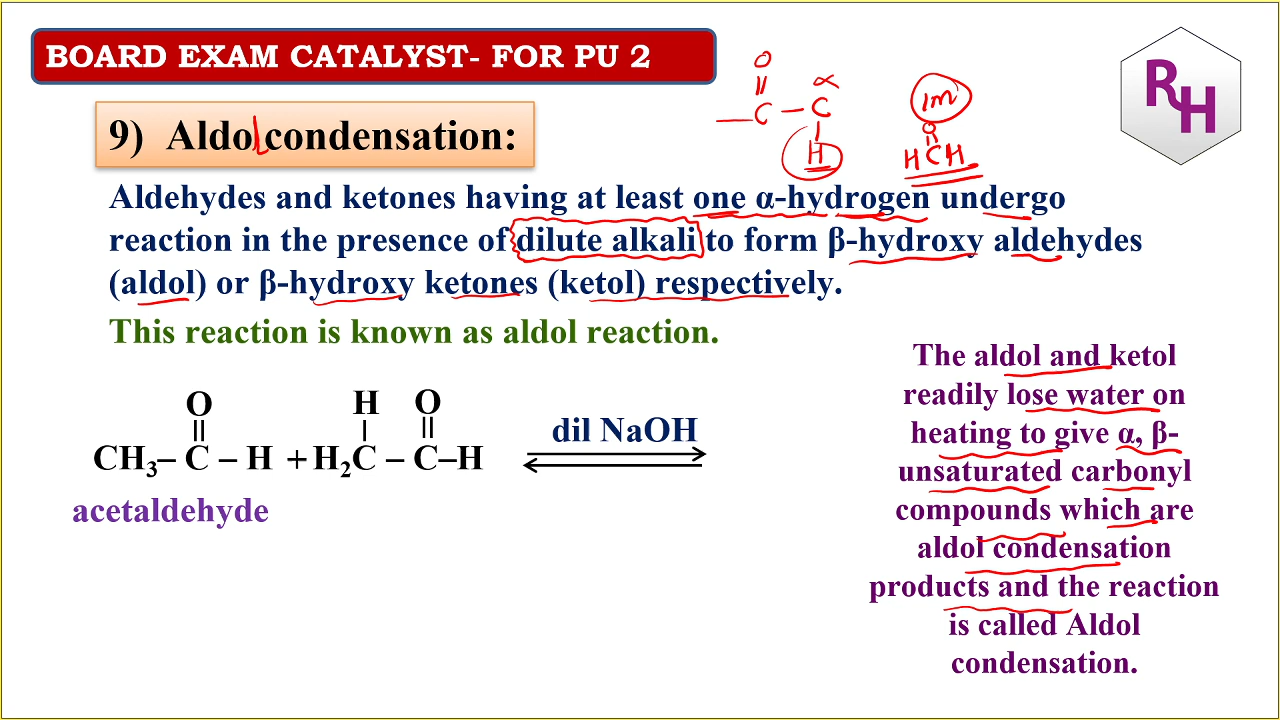 BOARD EXAM CATALYST- FOR PU 2
RH
9) Aldol condensation:
O
||
— C — C α
H
1m
O
||
HCH
Aldehydes and ketones having at least one α-hydrogen undergo
reaction in the presence of dilute alkali to form β-hydroxy aldehydes
(aldol) or β-hydroxy ketones (ketol) respectively.
This reaction is known as aldol reaction.
O H O
|| | ||
CH₃– C – H + H₂C – C–H
dil NaOH
acetaldehyde
The aldol and ketol
readily lose water on
heating to give α, β-
unsaturated carbonyl
compounds which are
aldol condensation
products and the reaction
is called Aldol
condensation.